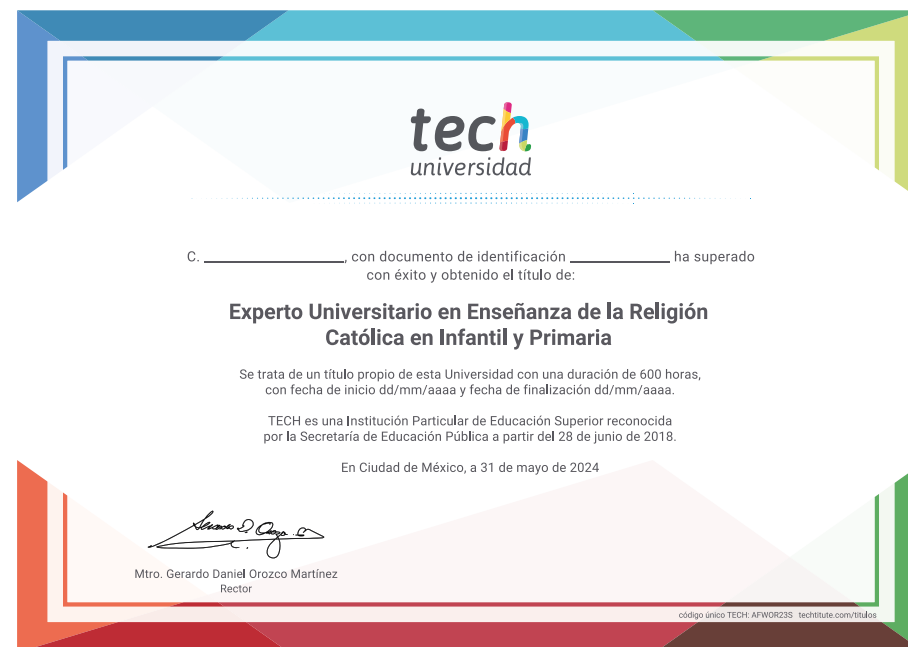 tech
universidad
C. ____________________, con documento de identificación ______________ ha superado
con éxito y obtenido el título de:
Experto Universitario en Enseñanza de la Religión
Católica en Infantil y Primaria
Se trata de un título propio de esta Universidad con una duración de 600 horas,
con fecha de inicio dd/mm/aaaa y fecha de finalización dd/mm/aaaa.
TECH es una Institución Particular de Educación Superior reconocida
por la Secretaría de Educación Pública a partir del 28 de junio de 2018.
En Ciudad de México, a 31 de mayo de 2024
Mtro. Gerardo Daniel Orozco Martínez
Rector
código único TECH: AFWOR23S techtitute.com/titulos